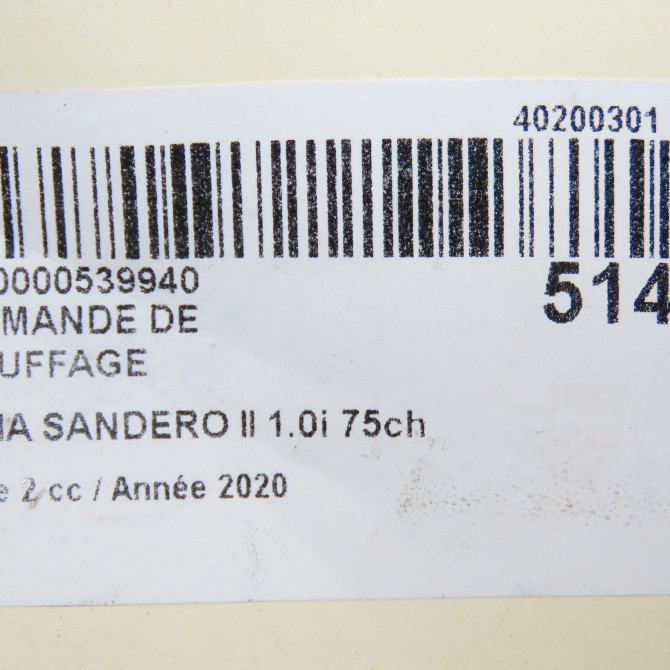 40200301
0000539940
514
MANDE DE
UFFAGE
IA SANDERO II 1.0i 75ch
e 2 cc / Année 2020